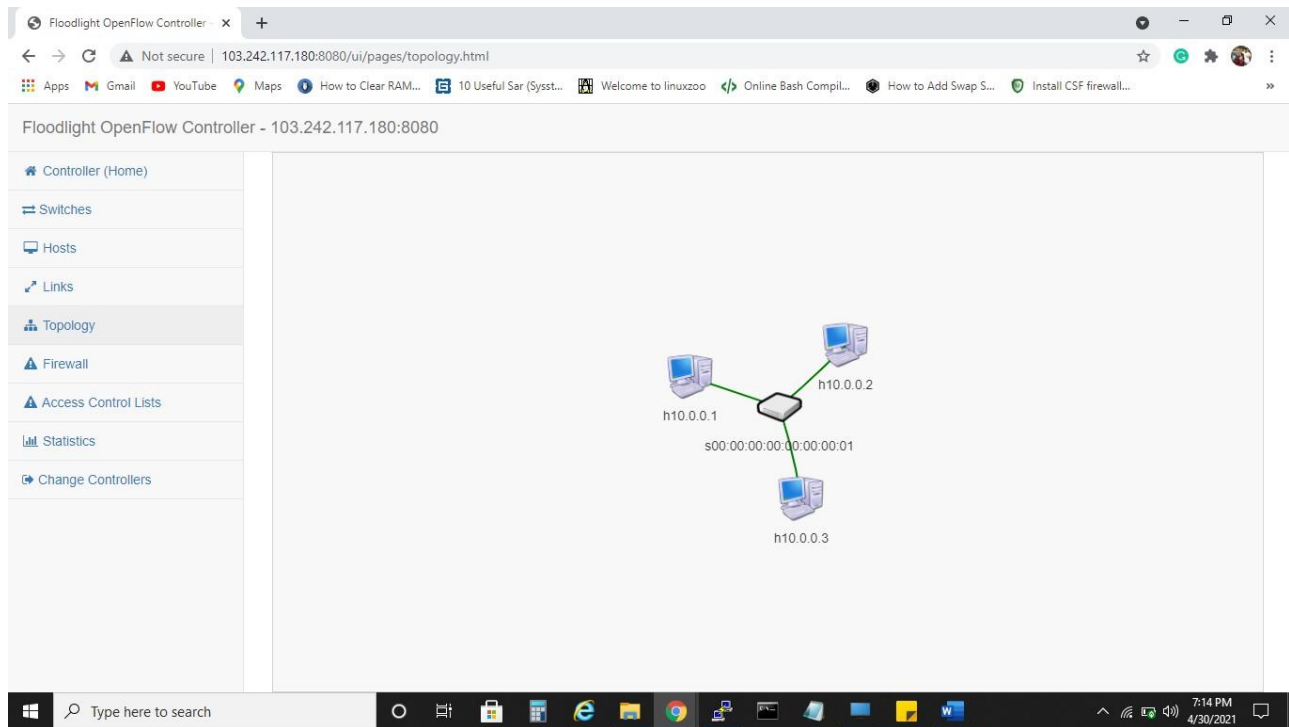 Floodlight OpenFlow Controller -
Not secure | 103.242.117.180:8080/ui/pages/topology.html
Apps Gmail YouTube Maps How to Clear RAM... 10 Useful Sar (Sysst... Welcome to linuxzoo Online Bash Compil... How to Add Swap S... Install CSF firewall... »
Floodlight OpenFlow Controller - 103.242.117.180:8080
Controller (Home)
Switches
Hosts
Links
Topology
Firewall
Access Control Lists
Statistics
Change Controllers
h10.0.0.2
h10.0.0.1
s00:00:00:00:00:00:00:01
h10.0.0.3
Type here to search
7:14 PM
4/30/2021